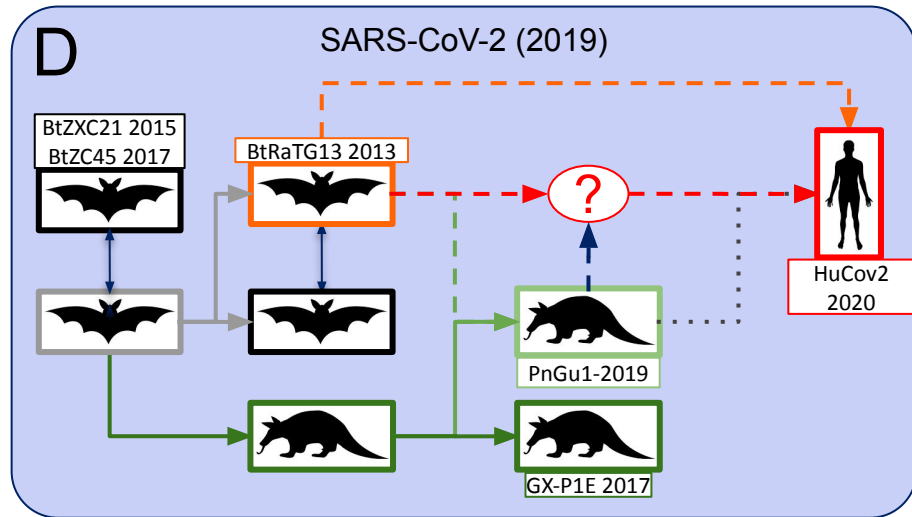 D
SARS-CoV-2 (2019)
BtZXC21 2015
BtZC45 2017
BtRaTG13 2013
?
HuCov2
2020
PnGu1-2019
GX-P1E 2017